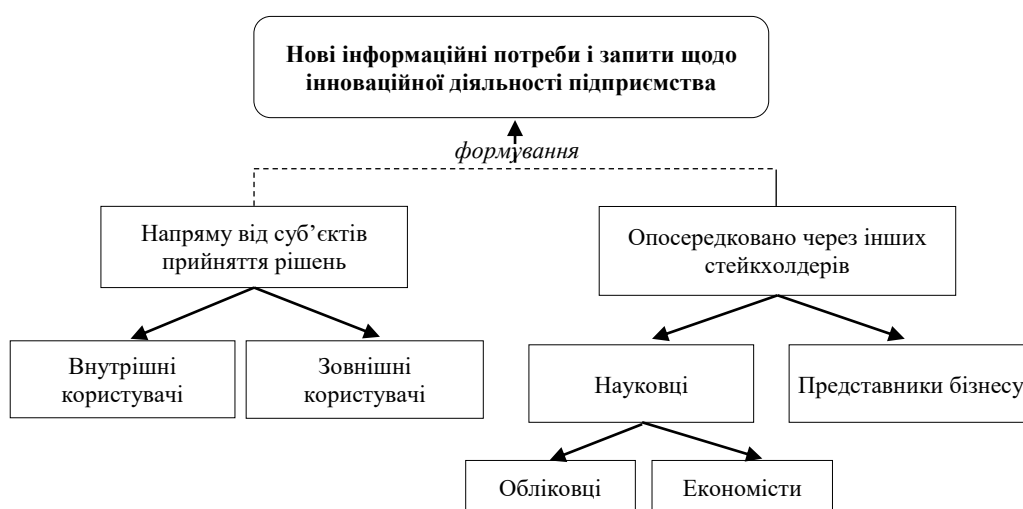 Нові інформаційні потреби і запити щодо
інноваційної діяльності підприємства
формування
Напряму від суб’єктів
прийняття рішень
Опосередковано через інших
стейкхолдерів
Внутрішні
користувачі
Зовнішні
користувачі
Науковці
Представники бізнесу
Обліковці
Економісти